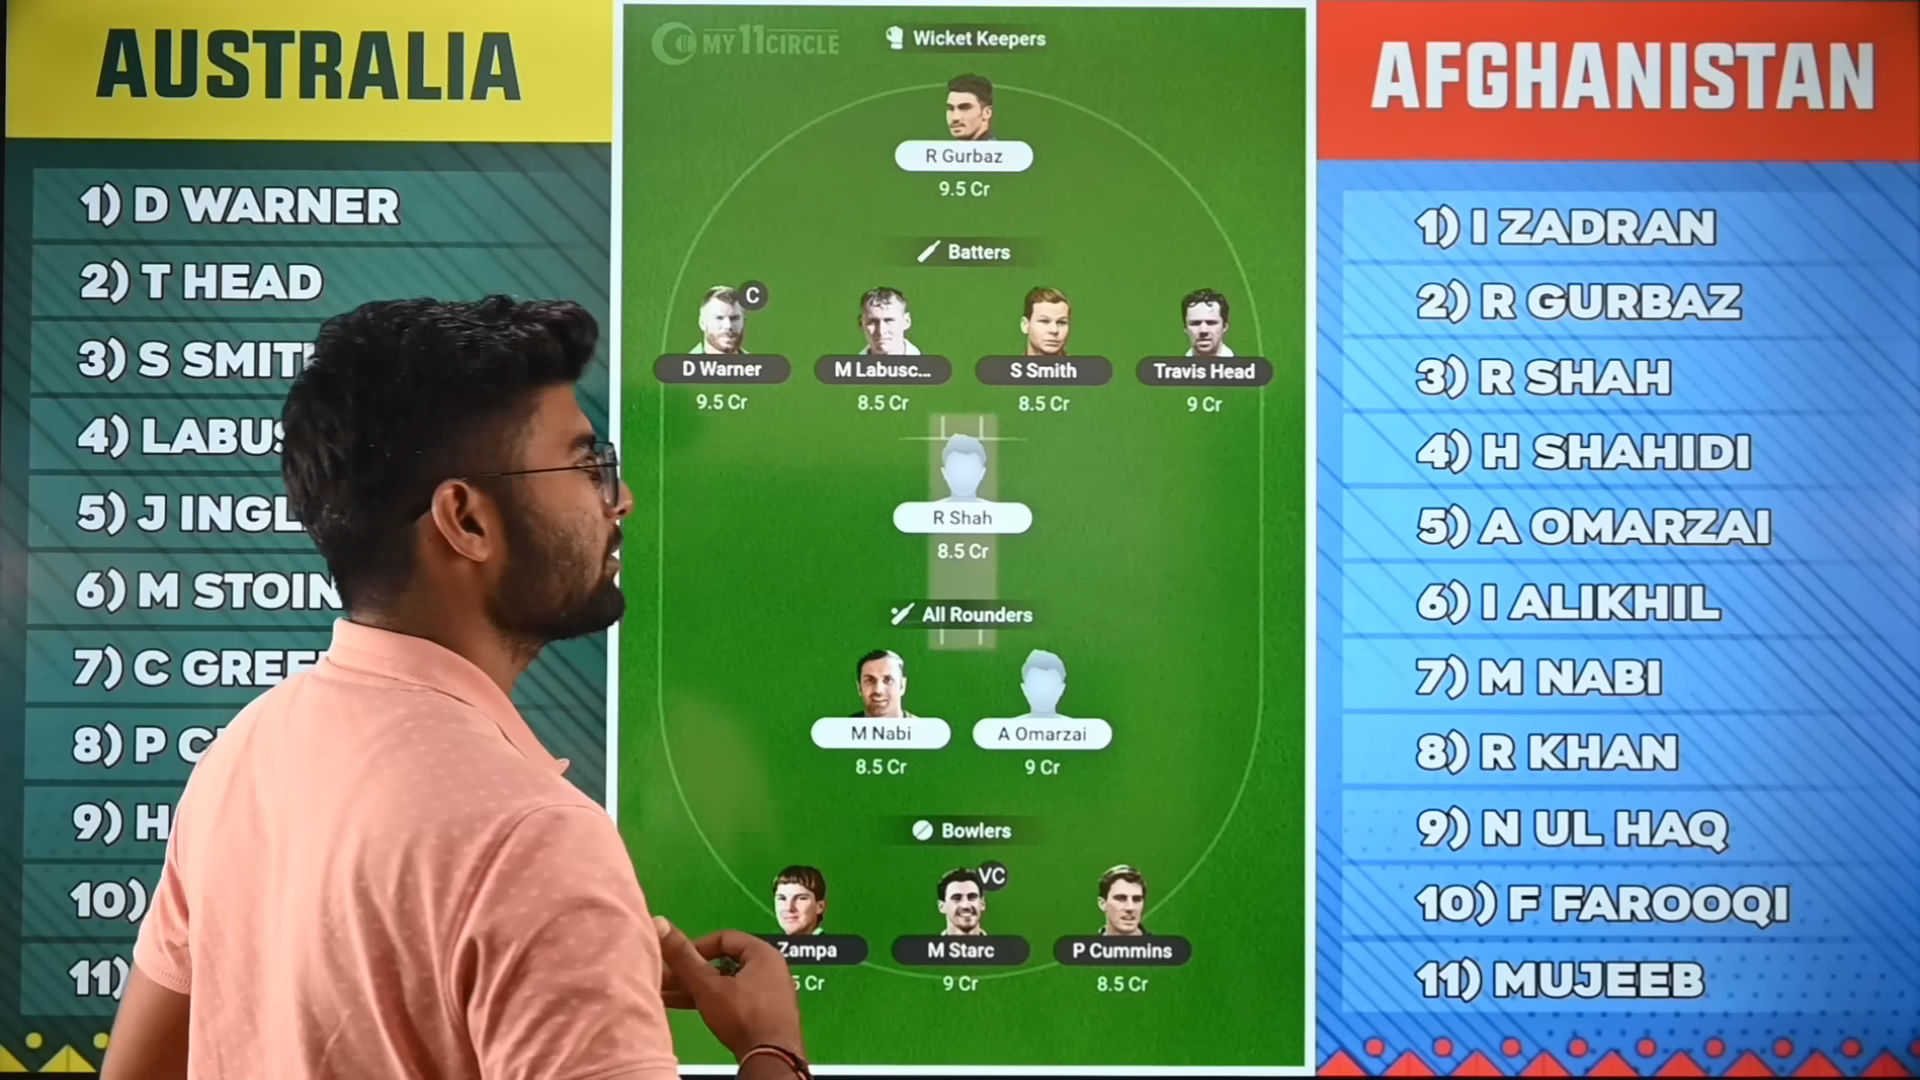 AUSTRALIA
1) D WARNER
2) T HEAD
3) S SMIT
4) LABUS
5) J INGL
6) M STOIN
7) C GREE
8) P C
9) H
10)
11)
MY11CIRCLE
Wicket Keepers
R Gurbaz
9.5 Cr
Batters
C
D Warner M Labusc... S Smith Travis Head
9.5 Cr 8.5 Cr 8.5 Cr 9 Cr
R Shah
8.5 Cr
All Rounders
M Nabi A Omarzai
8.5 Cr 9 Cr
Bowlers
VC
Zampa M Starc P Cummins
5 Cr 9 Cr 8.5 Cr
AFGHANISTAN
1) I ZADRAN
2) R GURBAZ
3) R SHAH
4) H SHAHIDI
5) A OMARZAI
6) I ALIKHIL
7) M NABI
8) R KHAN
9) N UL HAQ
10) F FAROOQI
11) MUJEEB